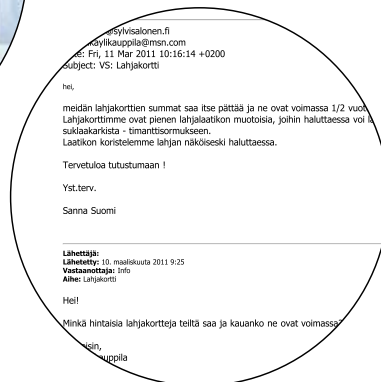 @sylvisalonen.fi
kaylikauppila@msn.com
Fri, 11 Mar 2011 10:16:14 +0200
Subject: VS: Lahjakortti
hei,
meidän lahjakorttien summat saa itse päättää ja ne ovat voimassa 1/2
Lahjakorttimme ovat pienen lahjalaatikon muotoisia, joihin haluttaessa voi
suklaakarkista - timanttisormukseen.
Laatikon koristelemme lahjan näköiseski haluttaessa.
Tervetuloa tutustumaan !
Yst.terv.
Sanna Suomi
Lähettäjä:
Lähetetty: 10. maaliskuuta 2011 9:25
Vastaanottaja: Info
Aihe: Lahjakortti
Hei!
Minkä hintaisia lahjakortteja teiltä saa ja kauanko ne ovat voimassa?